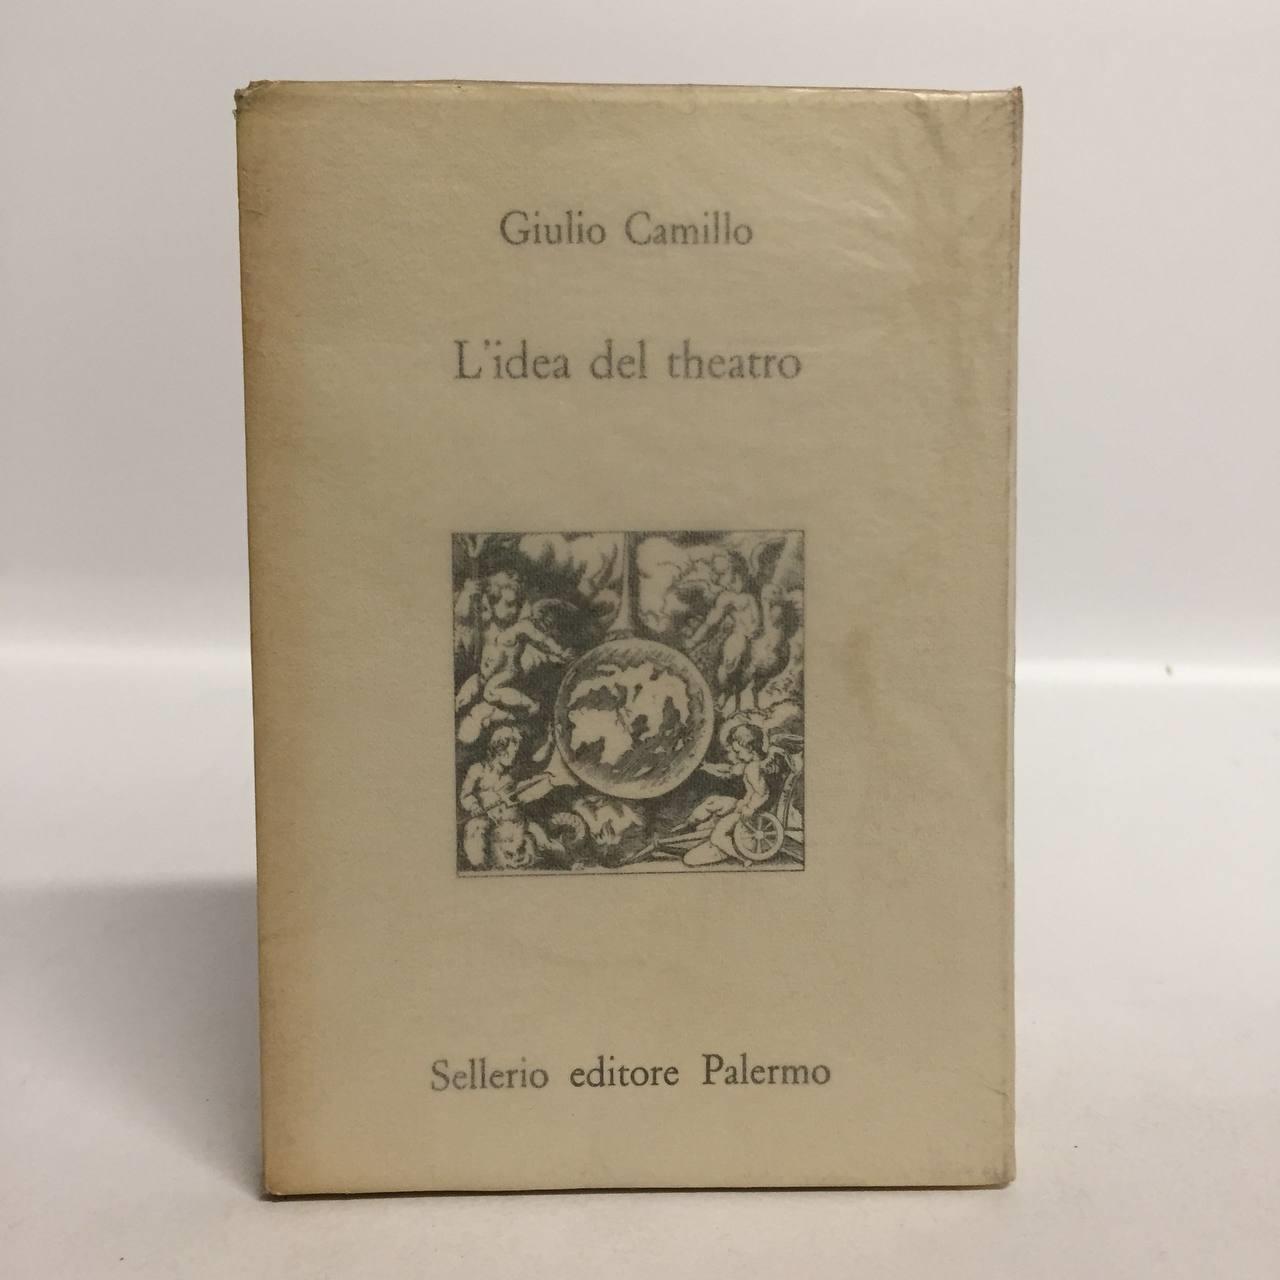 Giulio Camillo
L'idea del theatro
Sellerio editore Palermo